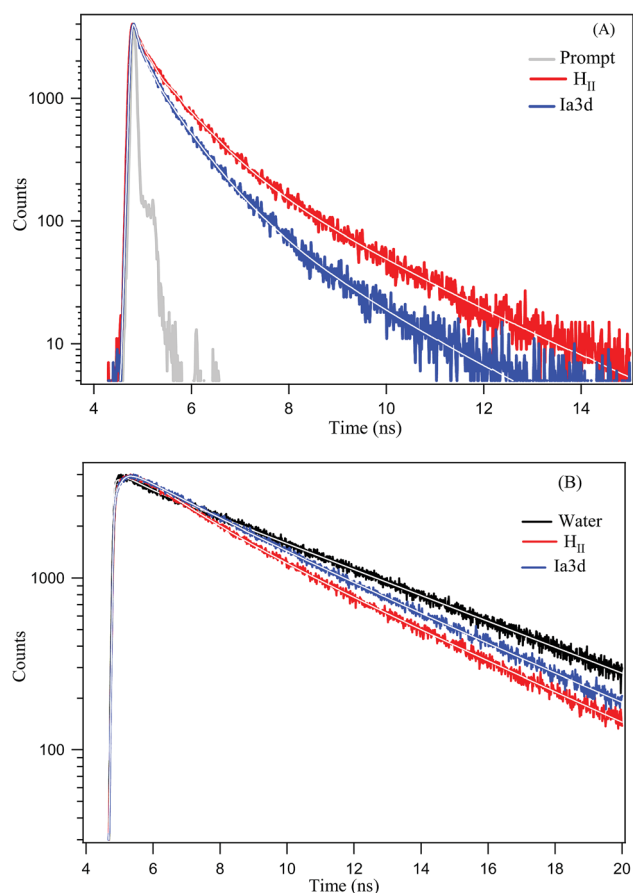 (A)
Prompt
H_II
Ia3d
1000
100
10
Counts
4 6 8 10 12 14
Time (ns)
(B)
Water
H_II
Ia3d
1000
100
Counts
4 6 8 10 12 14 16 18 20
Time (ns)